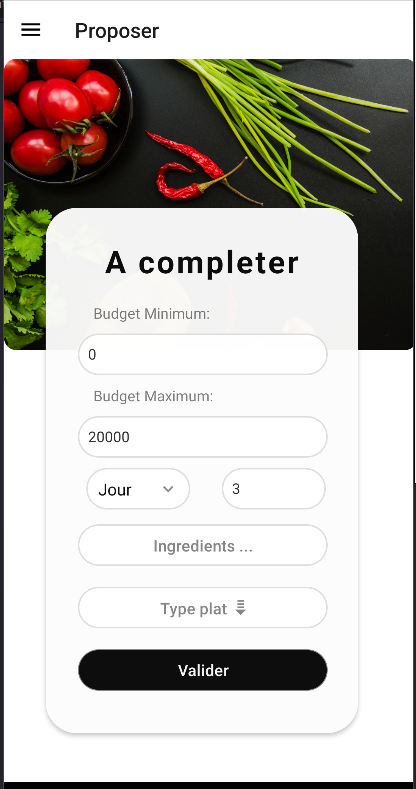 Proposer
A completer
Budget Minimum:
0
Budget Maximum:
20000
Jour 3
Ingredients ...
Type plat
Valider